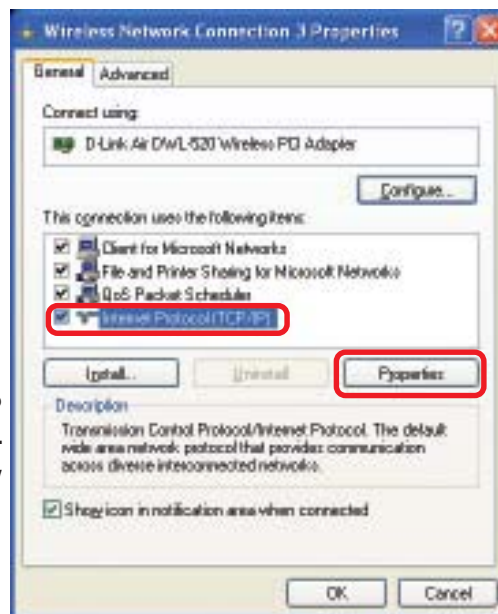 Wireless Network Connection 3 Properties
General Advanced
Connect using:
D-Link Air DWL-520 Wireless PCI Adapter
Configure...
This connection uses the following items:
Client for Microsoft Networks
File and Printer Sharing for Microsoft Networks
QoS Packet Scheduler
Internet Protocol (TCP/IP)
Install... Uninstall Properties
Description
Transmission Control Protocol/Internet Protocol. The default
wide area network protocol that provides communication
across diverse interconnected networks.
Show icon in notification area when connected
OK Cancel